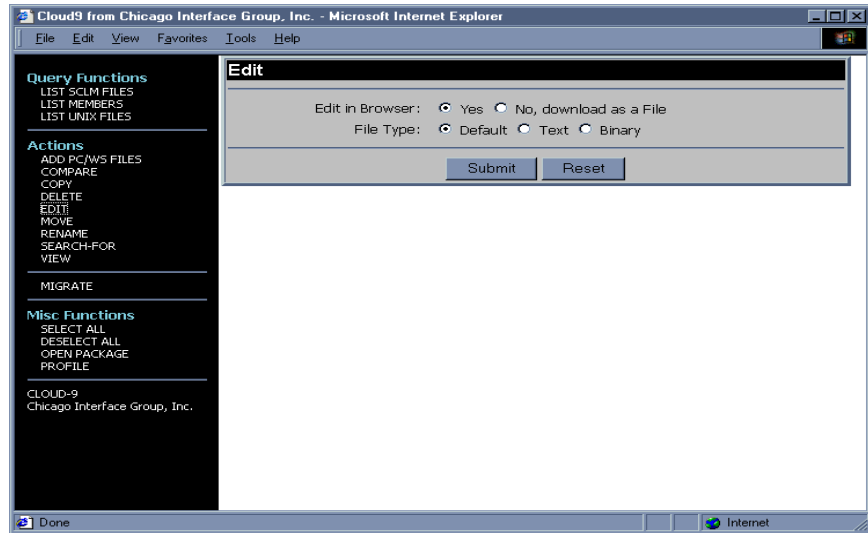 Cloud9 from Chicago Interface Group, Inc. - Microsoft Internet Explorer
File Edit View Favorites Tools Help
Query Functions
LIST SCLM FILES
LIST MEMBERS
LIST UNIX FILES
Actions
ADD PC/WS FILES
COMPARE
COPY
DELETE
EDIT
MOVE
RENAME
SEARCH-FOR
VIEW
MIGRATE
Misc Functions
SELECT ALL
DESELECT ALL
OPEN PACKAGE
PROFILE
CLOUD-9
Chicago Interface Group, Inc.
Edit
Edit in Browser: Yes No, download as a File
File Type: Default Text Binary
Submit Reset
Done Internet